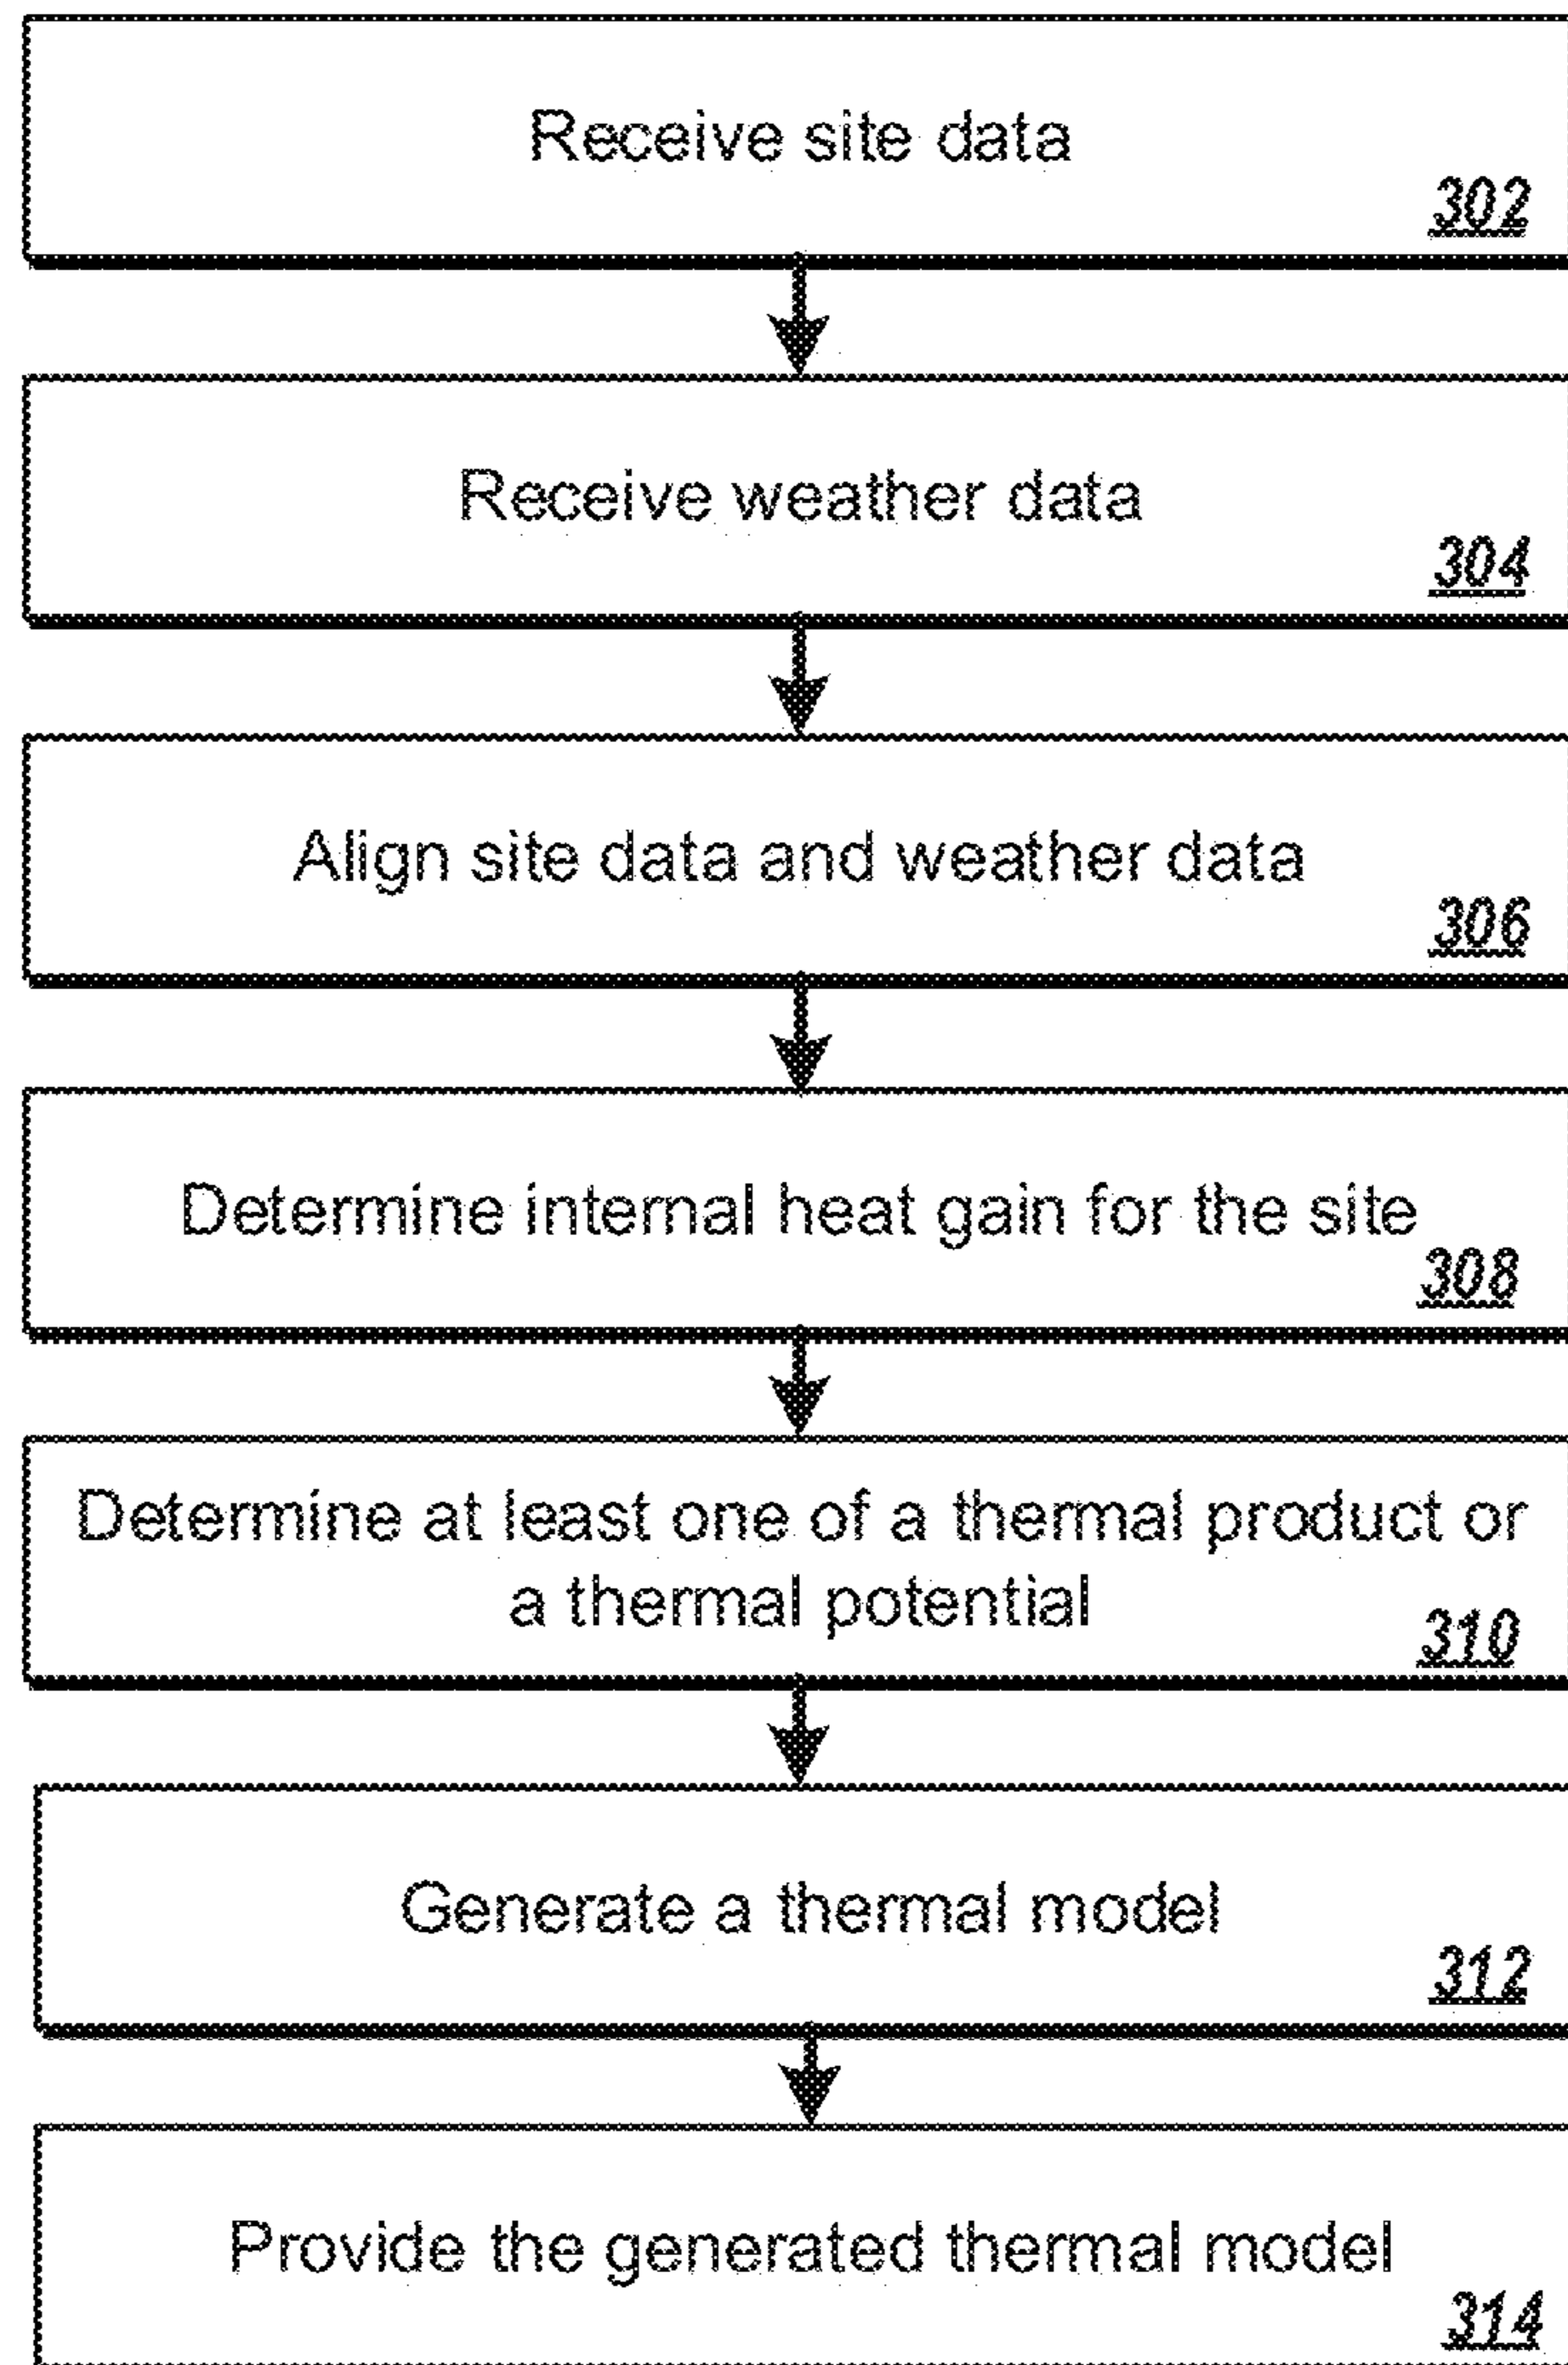 Receive site data
302
Receive weather data
304
Align site data and weather data
306
Determine internal heat gain for the site
308
Determine at least one of a thermal product or
a thermal potential
310
Generate a thermal model
312
Provide the generated thermal model
314